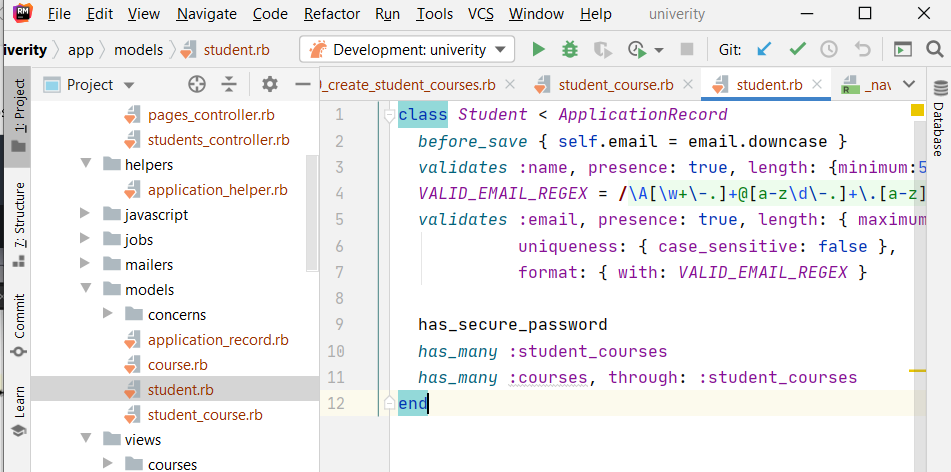 RM File Edit View Navigate Code Refactor Run Tools VCS Window Help univerity
iverity app models student.rb Development: univerity Git:
Project 0_create_student_courses.rb student_course.rb student.rb _nav
1: Project
7: Structure
Commit
Learn
Database
pages_controller.rb
students_controller.rb
helpers
application_helper.rb
javascript
jobs
mailers
models
concerns
application_record.rb
course.rb
student.rb
student_course.rb
views
courses
1 class Student < ApplicationRecord
2 before_save { self.email = email.downcase }
3 validates :name, presence: true, length: {minimum:5
4 VALID_EMAIL_REGEX = /\A[\w+\-.]+@[a-z\d\-.]+\.[a-z]
5 validates :email, presence: true, length: { maximum
6 uniqueness: { case_sensitive: false },
7 format: { with: VALID_EMAIL_REGEX }
8
9 has_secure_password
10 has_many :student_courses
11 has_many :courses, through: :student_courses
12 end